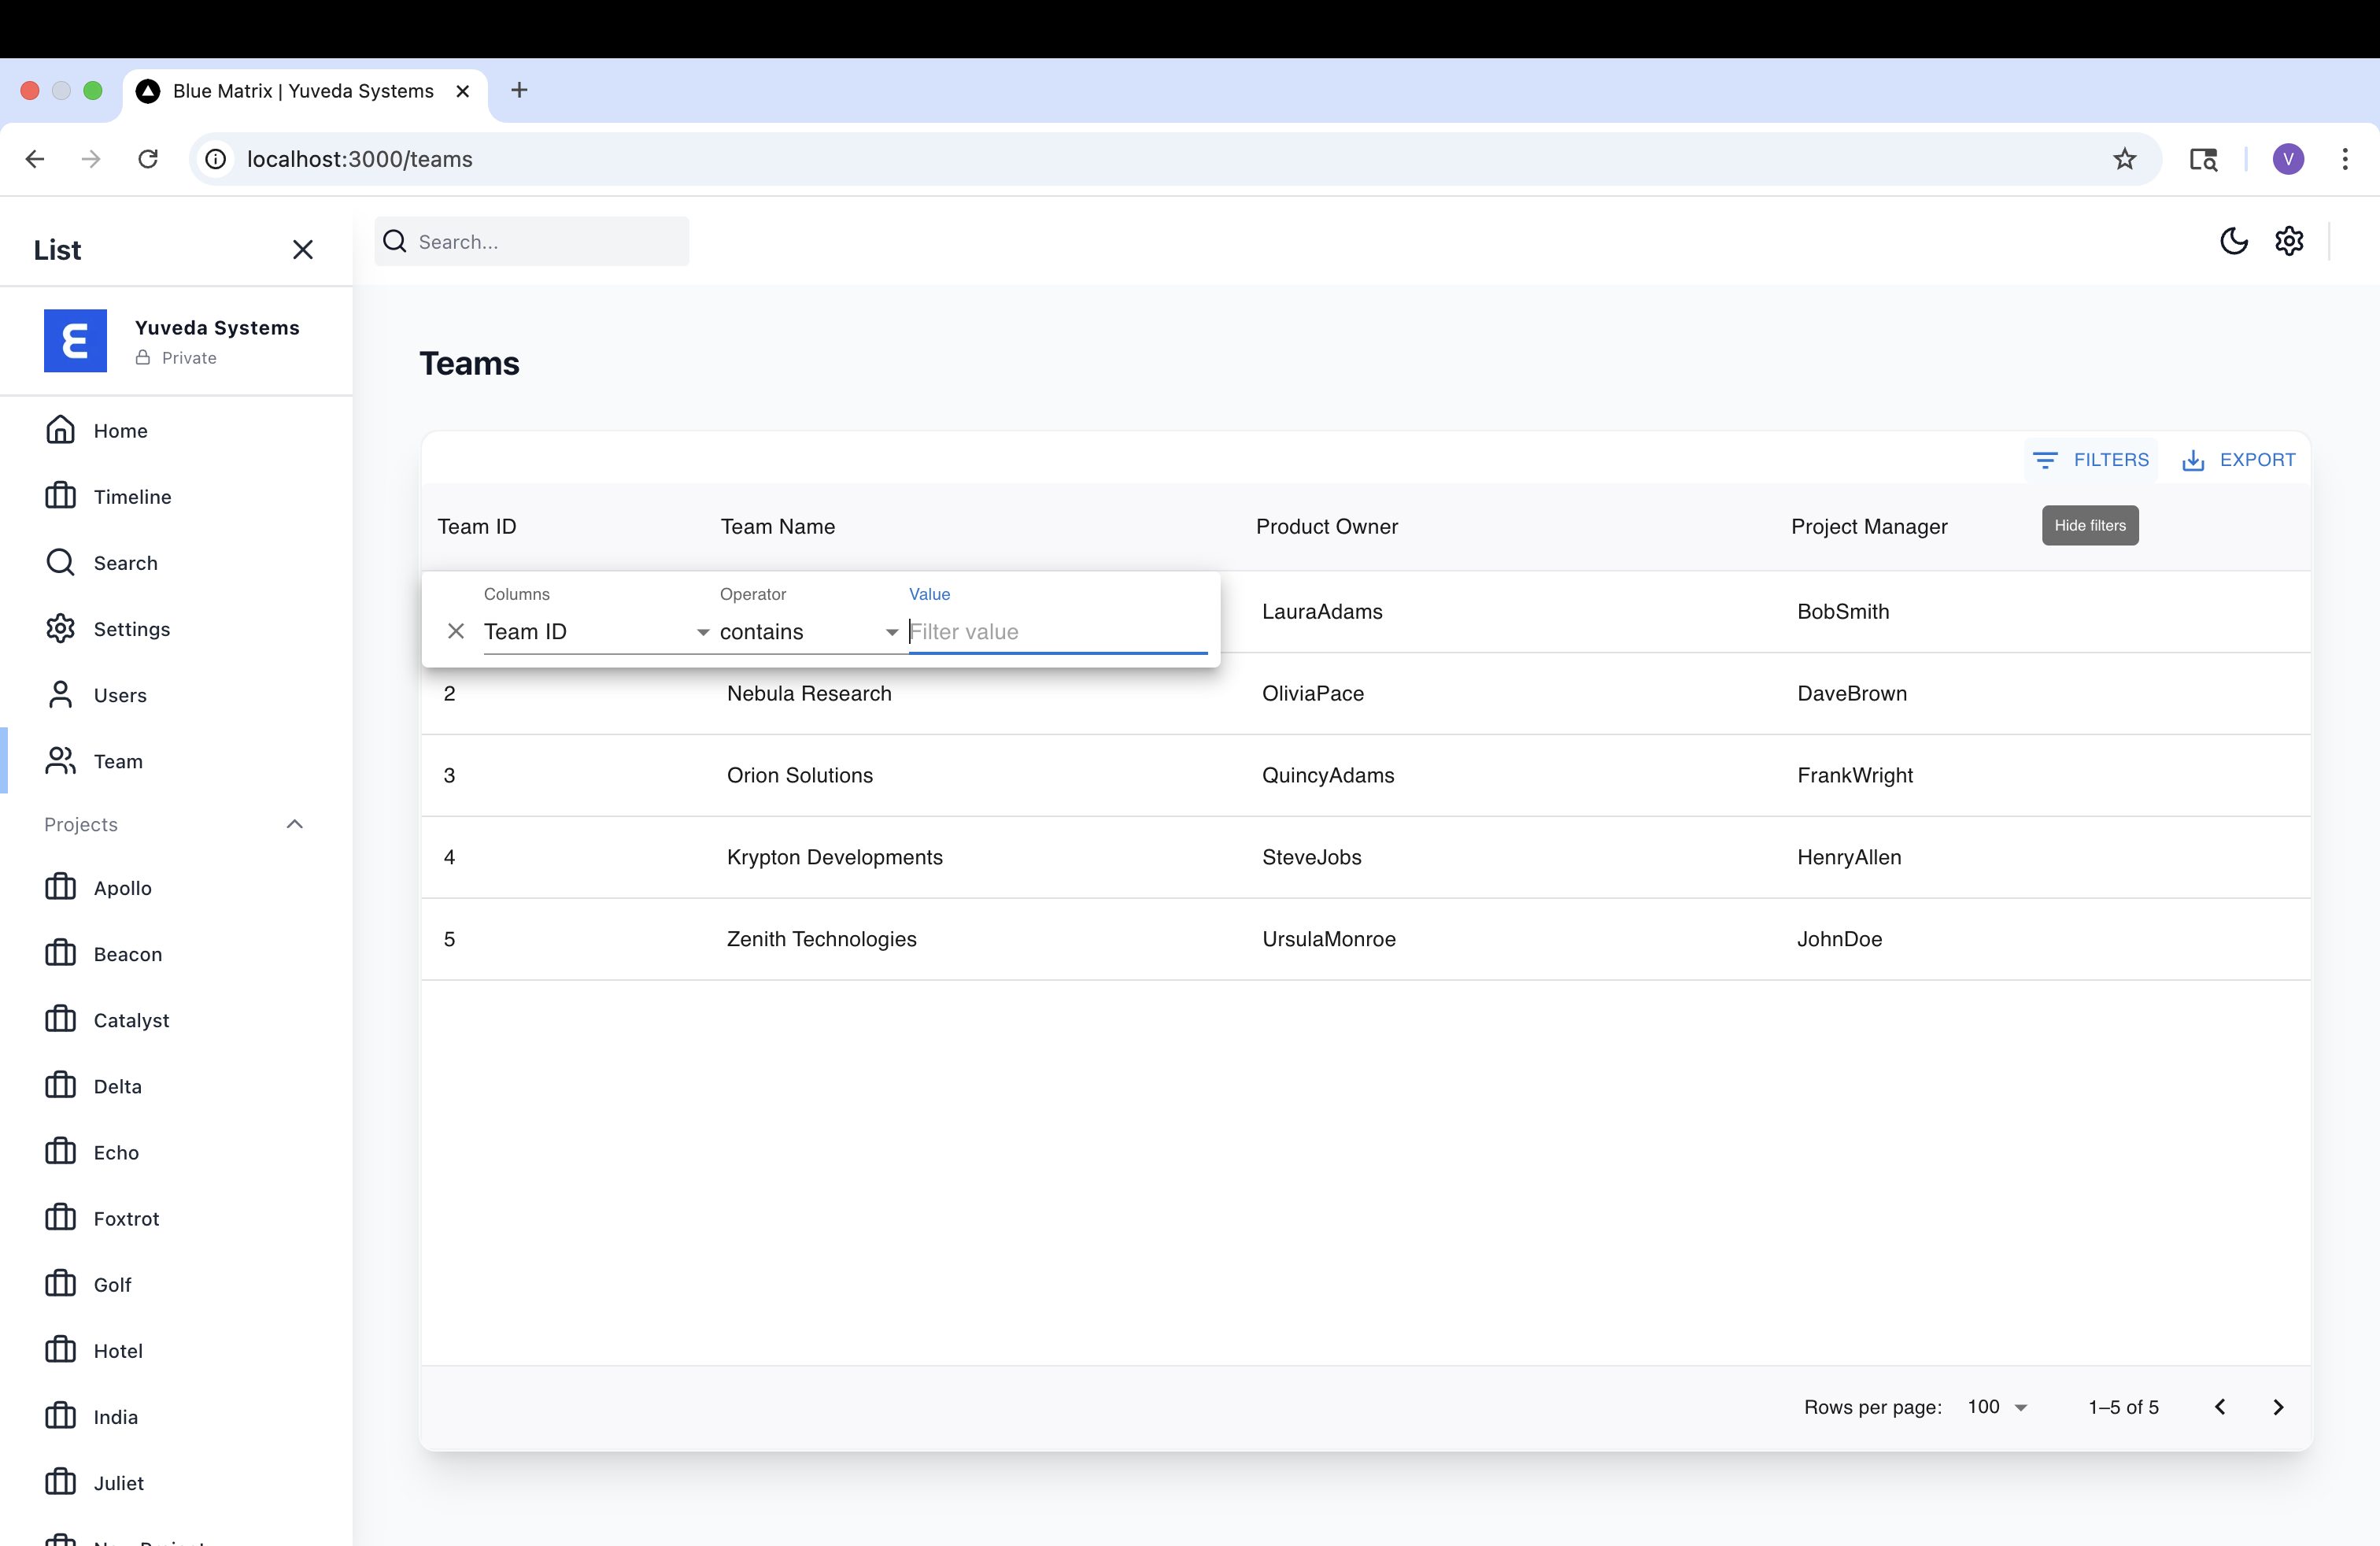 Blue Matrix | Yuveda Systems
localhost:3000/teams
V
List
Search...
Yuveda Systems
Private
Home
Timeline
Search
Settings
Users
Team
Projects
Apollo
Beacon
Catalyst
Delta
Echo
Foxtrot
Golf
Hotel
India
Juliet
Teams
FILTERS EXPORT
Team ID Team Name Product Owner Project Manager
Hide filters
Columns Operator Value
Team ID contains Filter value
LauraAdams BobSmith
2 Nebula Research OliviaPace DaveBrown
3 Orion Solutions QuincyAdams FrankWright
4 Krypton Developments SteveJobs HenryAllen
5 Zenith Technologies UrsulaMonroe JohnDoe
Rows per page: 100 1–5 of 5